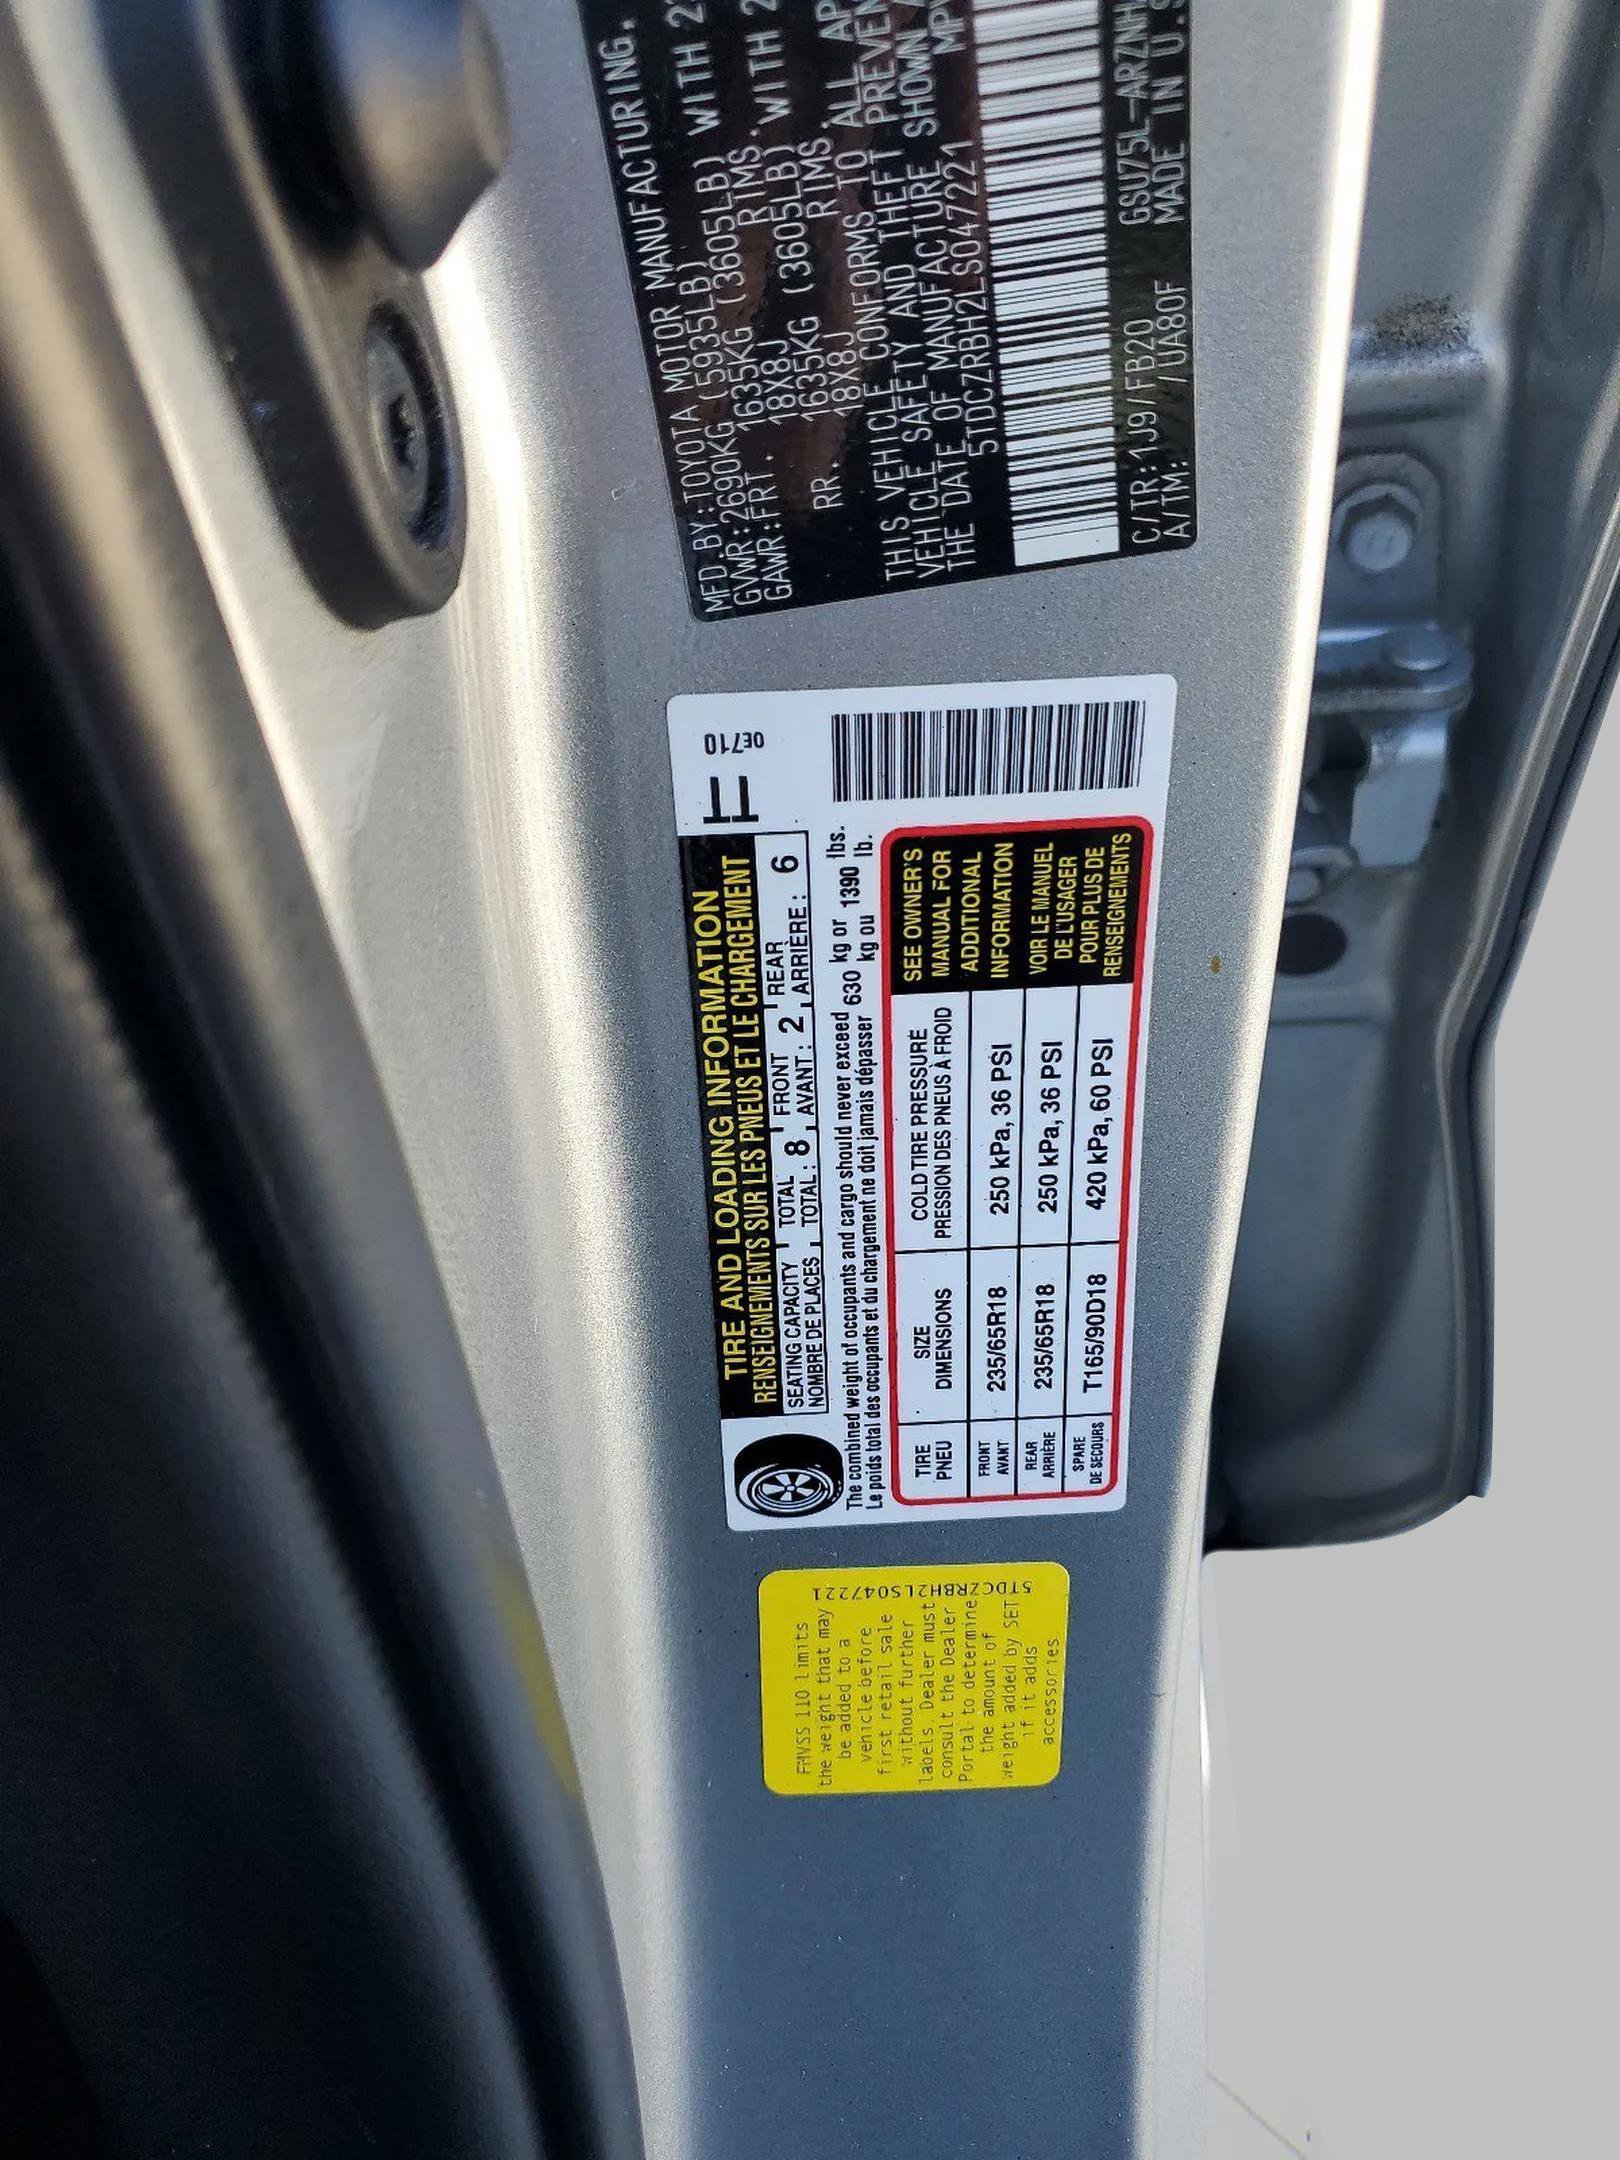 MFD.BY:TOYOTA MOTOR MANUFACTURING.
GVWR:2690KG(5935LB)
GAWR:FRT. 1635KG (3605LB) WITH
18X8J RIMS.
RR. 1635KG (3605LB) WITH
18X8J RIMS.
THIS VEHICLE CONFORMS TO ALL
VEHICLE SAFETY AND THEFT
THE DATE OF MANUFACTURE SHOWN
5TDCZRBH2LS047221
C/TR:1J9/FB20 GSU75L-ARZNH
A/TM: /UA80F MADE IN U.S
TIRE AND LOADING INFORMATION
RENSEIGNEMENTS SUR LES PNEUS ET LE CHARGEMENT
0E710
SEATING CAPACITY TOTAL FRONT REAR
NOMBRE DE PLACES TOTAL: 8 AVANT: 2 ARRIÈRE: 6
The combined weight of occupants and cargo should never exceed 630 kg or 1390 lbs.
Le poids total des occupants et du chargement ne doit jamais dépasser kg ou lb.
TIRE SIZE COLD TIRE PRESSURE
PNEU DIMENSIONS PRESSION DES PNEUS À FROID
FRONT AVANT 235/65R18 250 kPa, 36 PSI
REAR ARRIÈRE 235/65R18 250 kPa, 36 PSI
SPARE DE SECOURS T165/90D18 420 kPa, 60 PSI
SEE OWNER'S
MANUAL FOR
ADDITIONAL
INFORMATION
VOIR LE MANUEL
DE L'USAGER
POUR PLUS DE
RENSEIGNEMENTS
FMVSS 110 limits
the weight that may
be added to a
vehicle before
first retail sale
without further
labels. Dealer must
consult the Dealer
Portal to determine
the amount of
weight added by SET
if it adds
accessories.
5TDCZRBH2LS047221